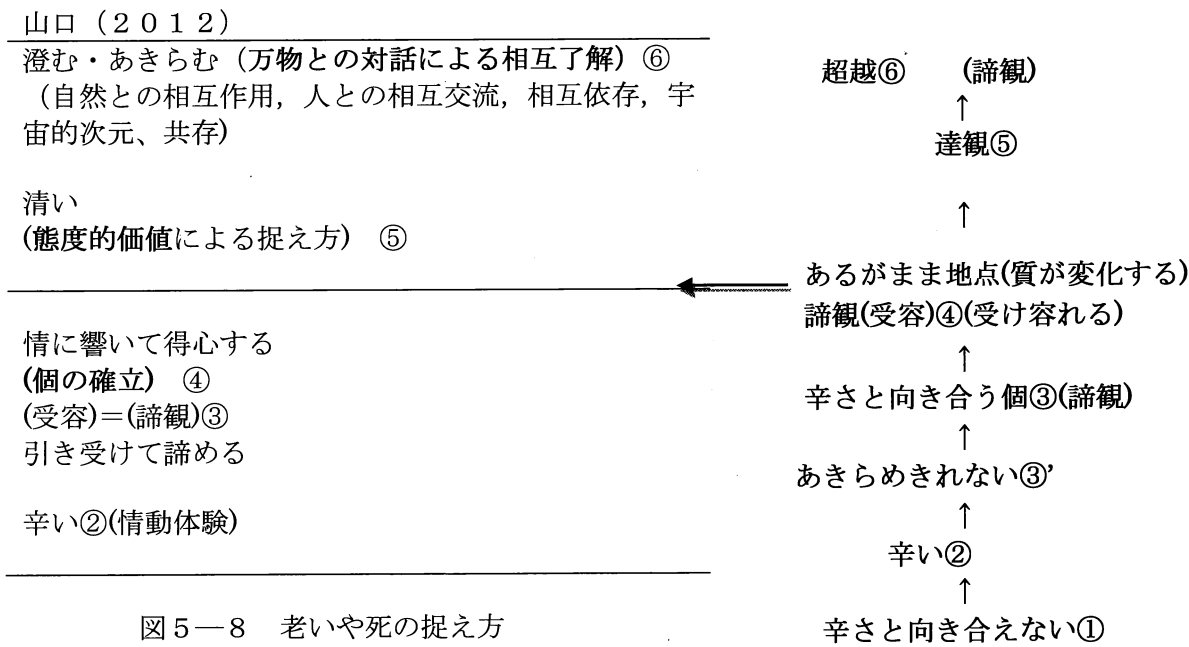 山口（２０１２）
澄む・あきらむ（万物との対話による相互了解）⑥
（自然との相互作用，人との相互交流，相互依存，宇
宙的次元、共存)
清い
(態度的価値による捉え方)　⑤
情に響いて得心する
(個の確立)　④
(受容)＝(諦観)③
引き受けて諦める
辛い②(情動体験)
図５―８　老いや死の捉え方
超越⑥　　(諦観)
↑
達観⑤
↑
あるがまま地点(質が変化する)
諦観(受容)④(受け容れる)
↑
辛さと向き合う個③(諦観)
↑
あきらめきれない③’
↑
辛い②
↑
辛さと向き合えない①